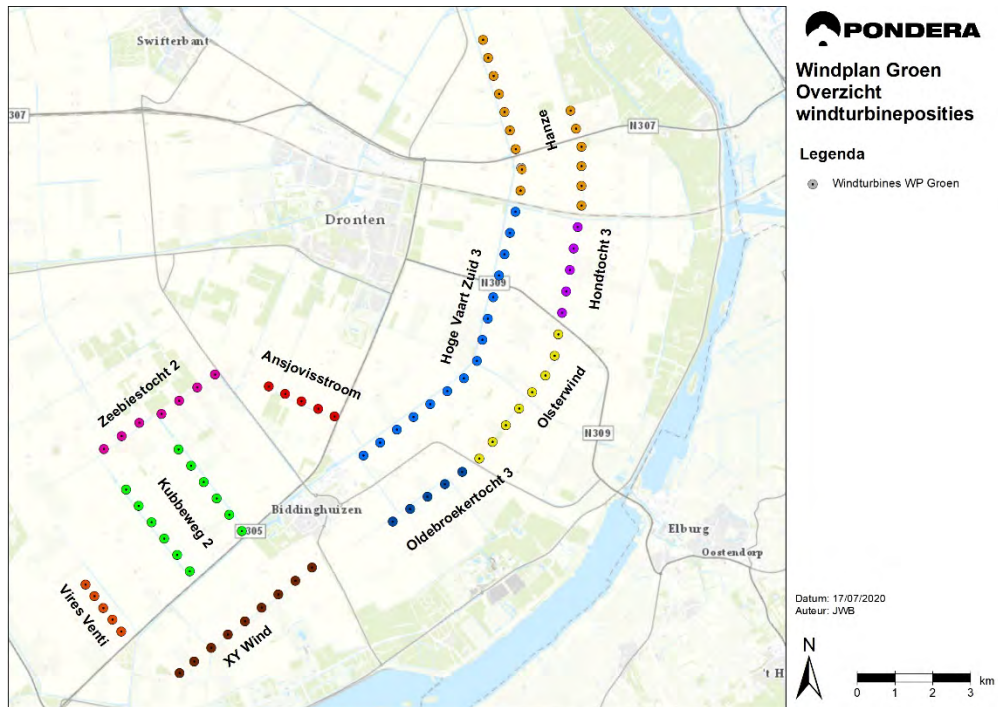 PONDERA
Windplan Groen
Overzicht
windturbineposities
Legenda
Windturbines WP Groen
Swifterbant
307
N307
Hanze
Dronten
Hoge Vaart Zuid 3
N309
Hondtocht 3
Ansjovisstroom
Zeebiestocht 2
Olsterwind
N309
Kubbeweg 2
305
Biddinghuizen
Oldebroekertocht 3
Elburg
Oostendorp
Vires Venti
XY Wind
't H
Datum: 17/07/2020
Auteur: JWB
N
0 1 2 3 km